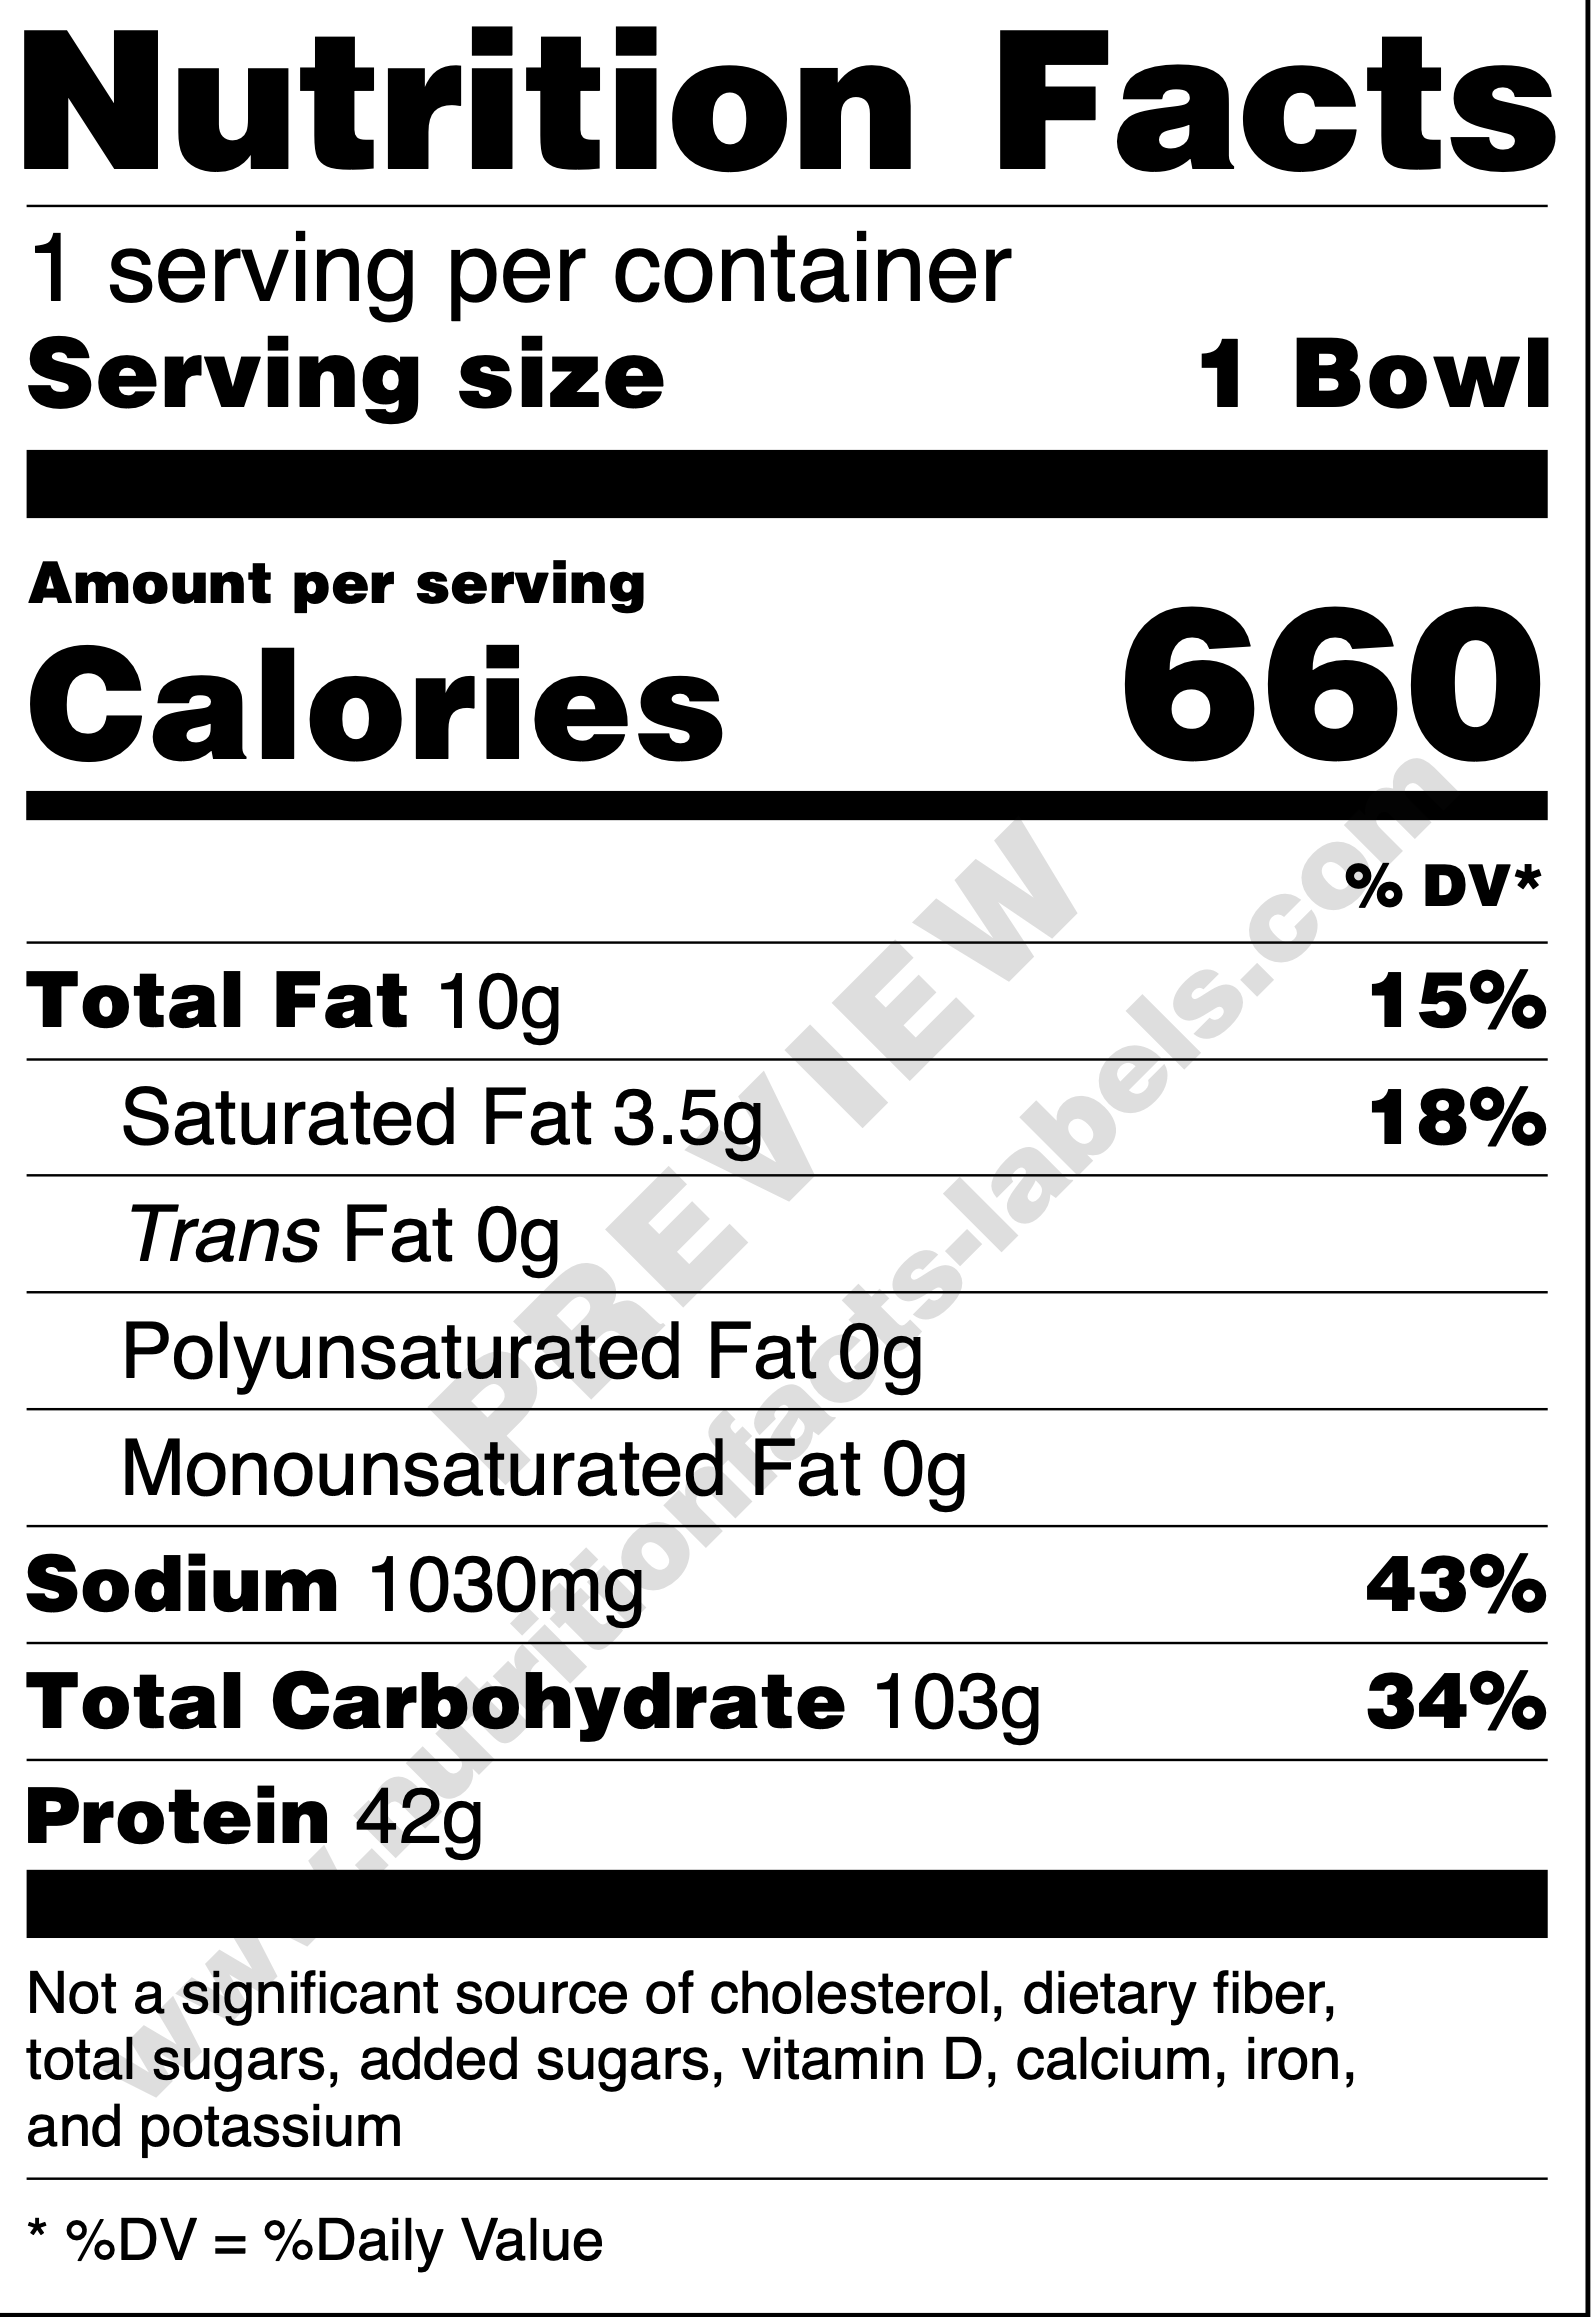 Nutrition Facts
1 serving per container
Serving size 1 Bowl
Amount per serving
Calories 660
% DV*
Total Fat 10g 15%
Saturated Fat 3.5g 18%
Trans Fat 0g
Polyunsaturated Fat 0g
Monounsaturated Fat 0g
Sodium 1030mg 43%
Total Carbohydrate 103g 34%
Protein 42g
Not a significant source of cholesterol, dietary fiber,
total sugars, added sugars, vitamin D, calcium, iron,
and potassium
* %DV = %Daily Value
PREVIEW
www.nutritionfacts-labels.com